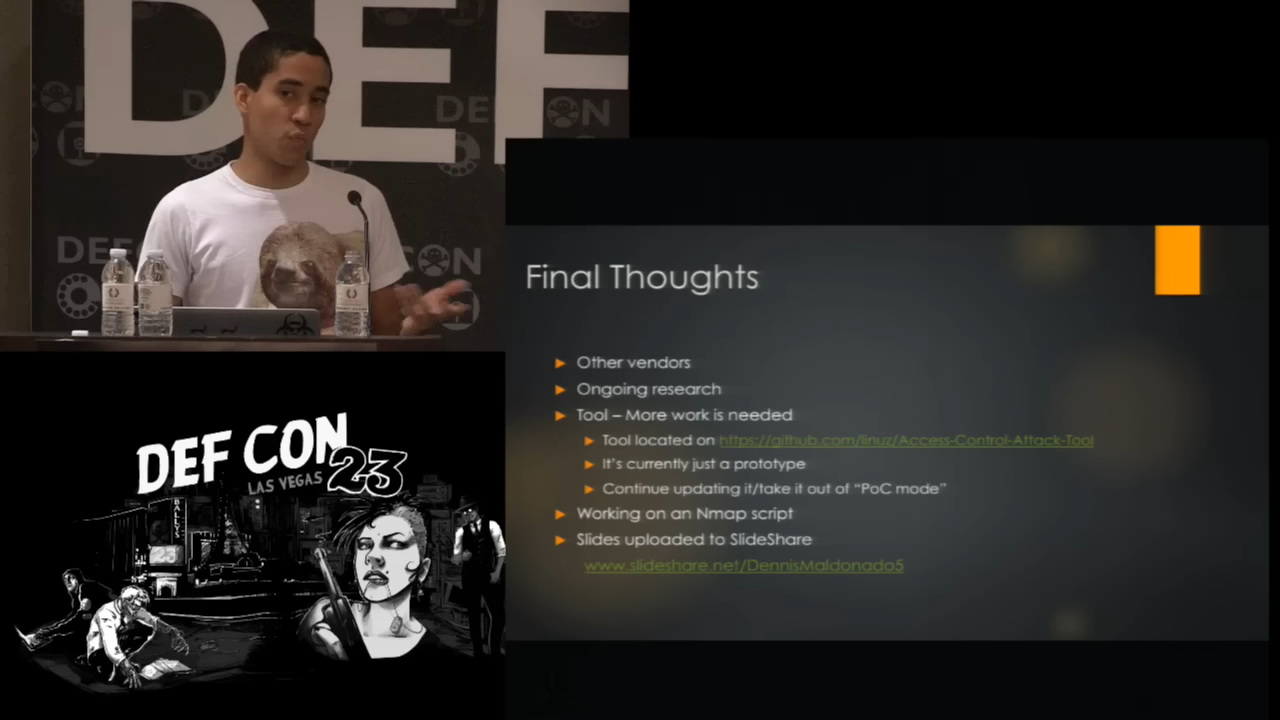 DEF
DEF CON
DEF CON
Final Thoughts
Other vendors
Ongoing research
Tool – More work is needed
Tool located on https://github.com/linuz/Access-Control-Attack-Tool
It's currently just a prototype
Continue updating it/take it out of "PoC mode"
Working on an Nmap script
Slides uploaded to SlideShare
www.slideshare.net/DennisMaldonado5
DEF CON 23
LAS VEGAS
BALLY'S